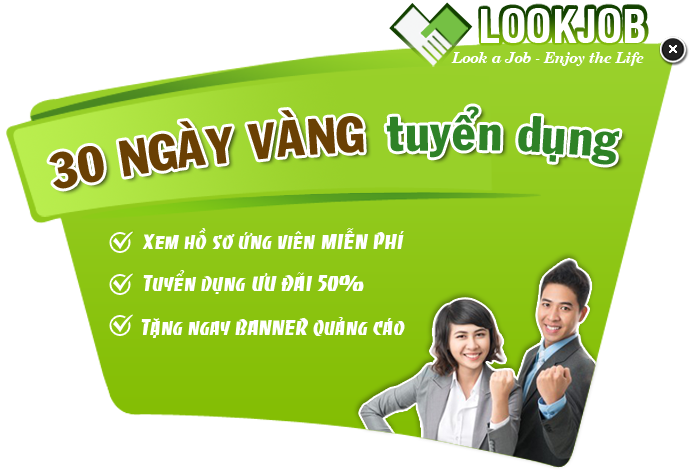 LOOKJOB
Look a Job - Enjoy the Life
30 NGÀY VÀNG tuyển dụng
Xem hồ sơ ứng viên MIỄN PHÍ
Tuyển dụng ƯU ĐÃI 50%
Tặng ngay BANNER quảng cáo